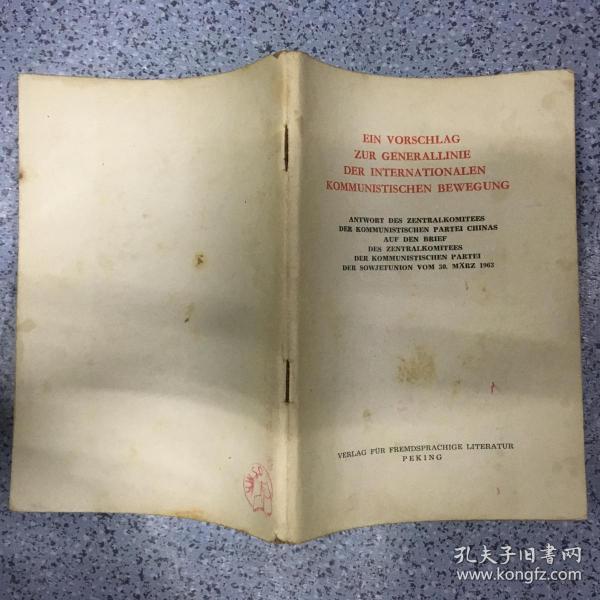 EIN VORSCHLAG
ZUR GENERALLINIE
DER INTERNATIONALEN
KOMMUNISTISCHEN BEWEGUNG
ANTWORT DES ZENTRALKOMITEES
DER KOMMUNISTISCHEN PARTEI CHINAS
AUF DEN BRIEF
DES ZENTRALKOMITEES
DER KOMMUNISTISCHEN PARTEI
DER SOWJETUNION VOM 30. MÄRZ 1963
VERLAG FÜR FREMDSPRACHIGE LITERATUR
PEKING
孔夫子旧书网
www.kongfz.com